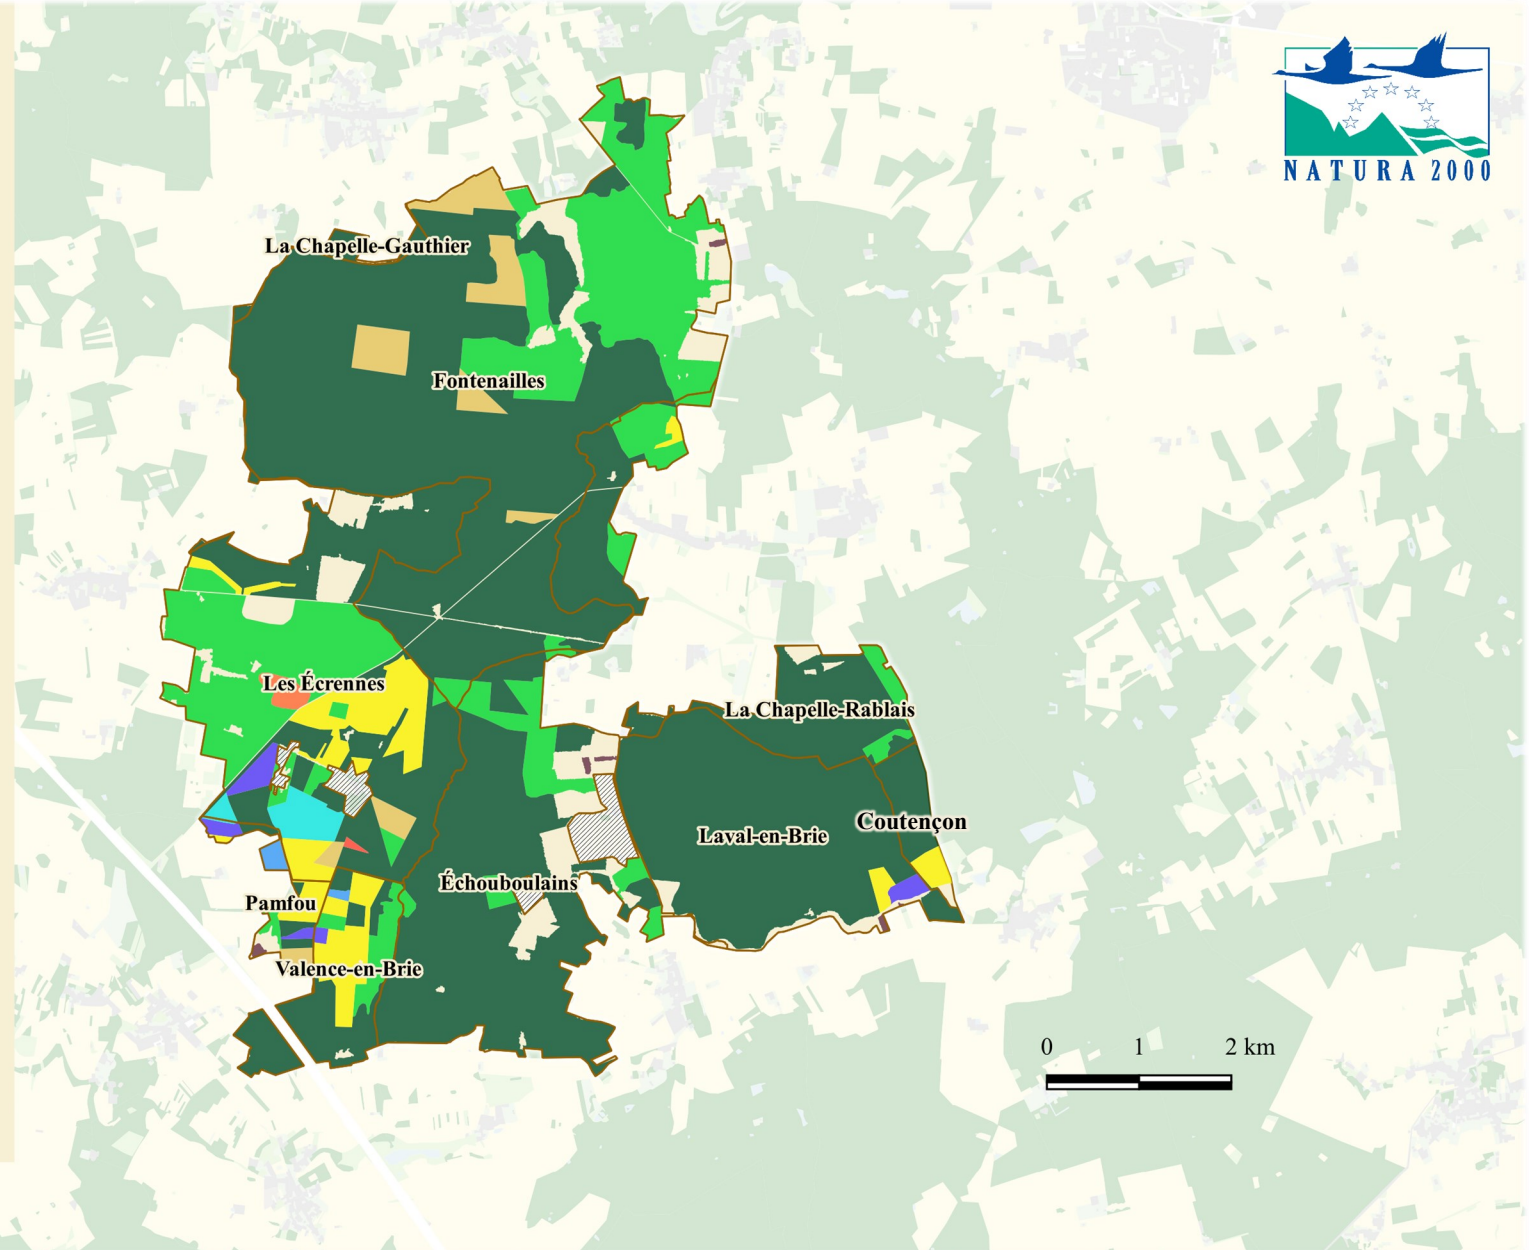 NATURA 2000
La Chapelle-Gauthier
Fontenailles
Les Écrennes
La Chapelle-Rablais
Coutençon
Laval-en-Brie
Échouboulains
Pamfou
Valence-en-Brie
0 1 2 km